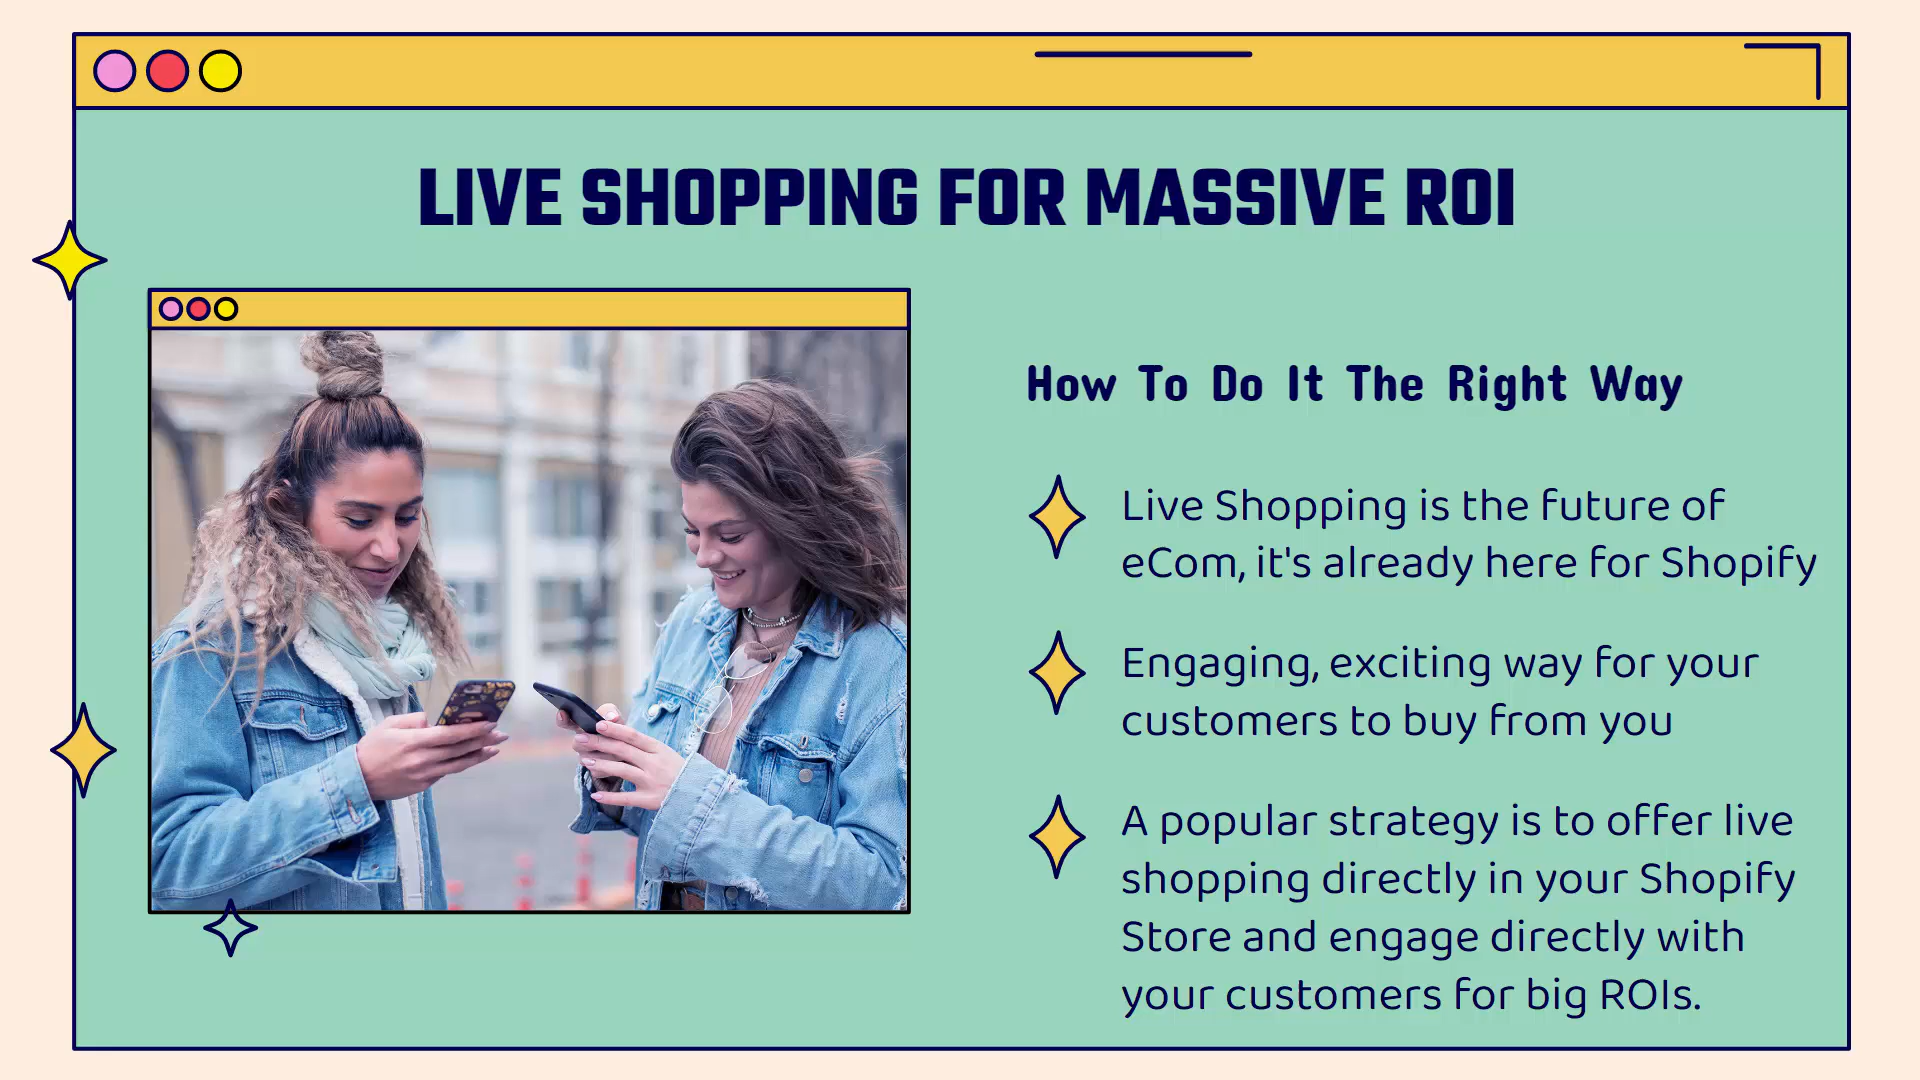 LIVE SHOPPING FOR MASSIVE ROI
How To Do It The Right Way
Live Shopping is the future of
eCom, it's already here for Shopify
Engaging, exciting way for your
customers to buy from you
A popular strategy is to offer live
shopping directly in your Shopify
Store and engage directly with
your customers for big ROIs.